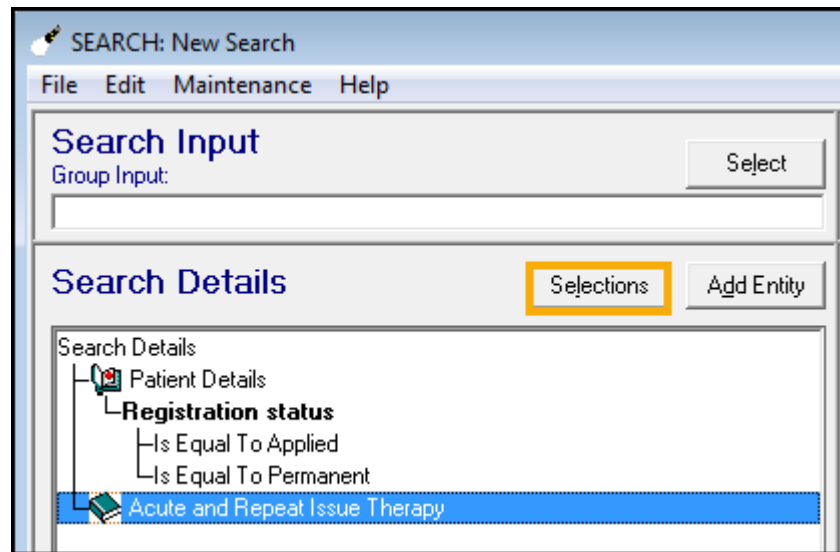 SEARCH: New Search
File Edit Maintenance Help
Search Input
Group Input:
Select
Search Details
Selections
Add Entity
Search Details
Patient Details
Registration status
Is Equal To Applied
Is Equal To Permanent
Acute and Repeat Issue Therapy